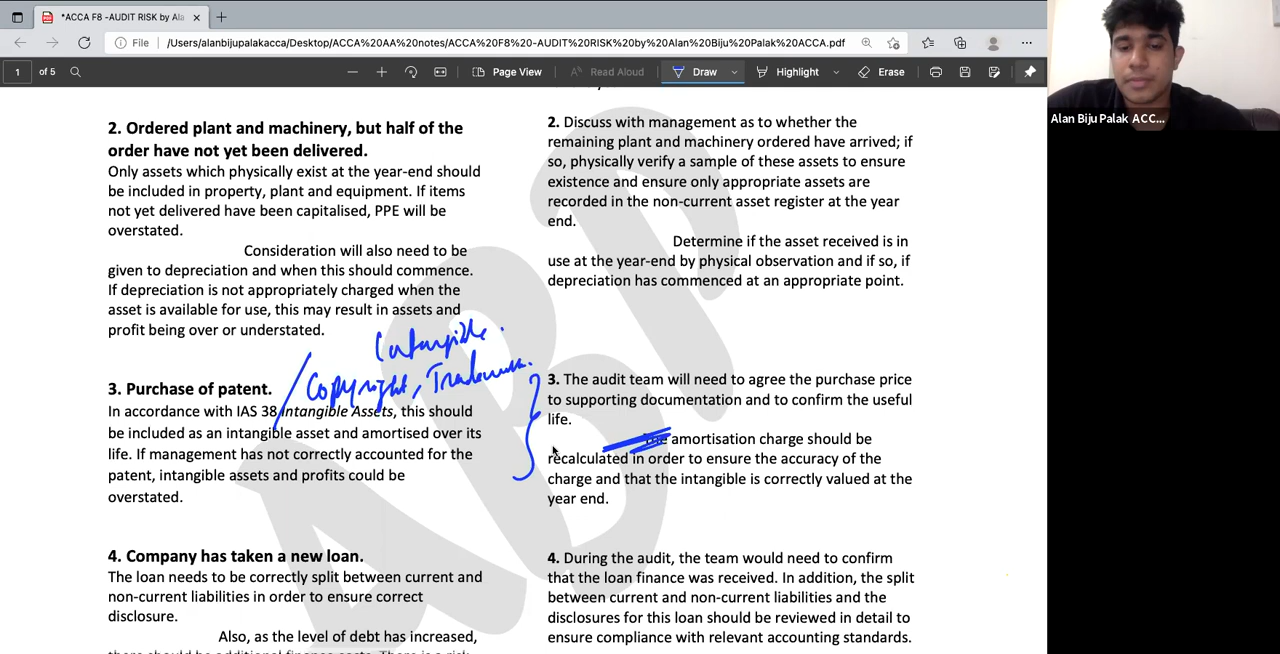 *ACCA F8 -AUDIT RISK by Ala
File
/Users/alanbijupalakacca/Desktop/ACCA%20AA%20notes/ACCA%20F8%20-AUDIT%20RISK%20by%20Alan%20Biju%20Palak%20ACCA.pdf
1 of 5
Page View
Read Aloud
Draw
Highlight
Erase
Alan Biju Palak ACC...
2. Ordered plant and machinery, but half of the
order have not yet been delivered.
Only assets which physically exist at the year-end should
be included in property, plant and equipment. If items
not yet delivered have been capitalised, PPE will be
overstated.
Consideration will also need to be
given to depreciation and when this should commence.
If depreciation is not appropriately charged when the
asset is available for use, this may result in assets and
profit being over or understated.
Intangible.
Copyright, Trademark.
3. Purchase of patent.
In accordance with IAS 38 Intangible Assets, this should
be included as an intangible asset and amortised over its
life. If management has not correctly accounted for the
patent, intangible assets and profits could be
overstated.
4. Company has taken a new loan.
The loan needs to be correctly split between current and
non-current liabilities in order to ensure correct
disclosure.
Also, as the level of debt has increased,
2. Discuss with management as to whether the
remaining plant and machinery ordered have arrived; if
so, physically verify a sample of these assets to ensure
existence and ensure only appropriate assets are
recorded in the non-current asset register at the year
end.
Determine if the asset received is in
use at the year-end by physical observation and if so, if
depreciation has commenced at an appropriate point.
3. The audit team will need to agree the purchase price
to supporting documentation and to confirm the useful
life.
The amortisation charge should be
recalculated in order to ensure the accuracy of the
charge and that the intangible is correctly valued at the
year end.
4. During the audit, the team would need to confirm
that the loan finance was received. In addition, the split
between current and non-current liabilities and the
disclosures for this loan should be reviewed in detail to
ensure compliance with relevant accounting standards.
ABP